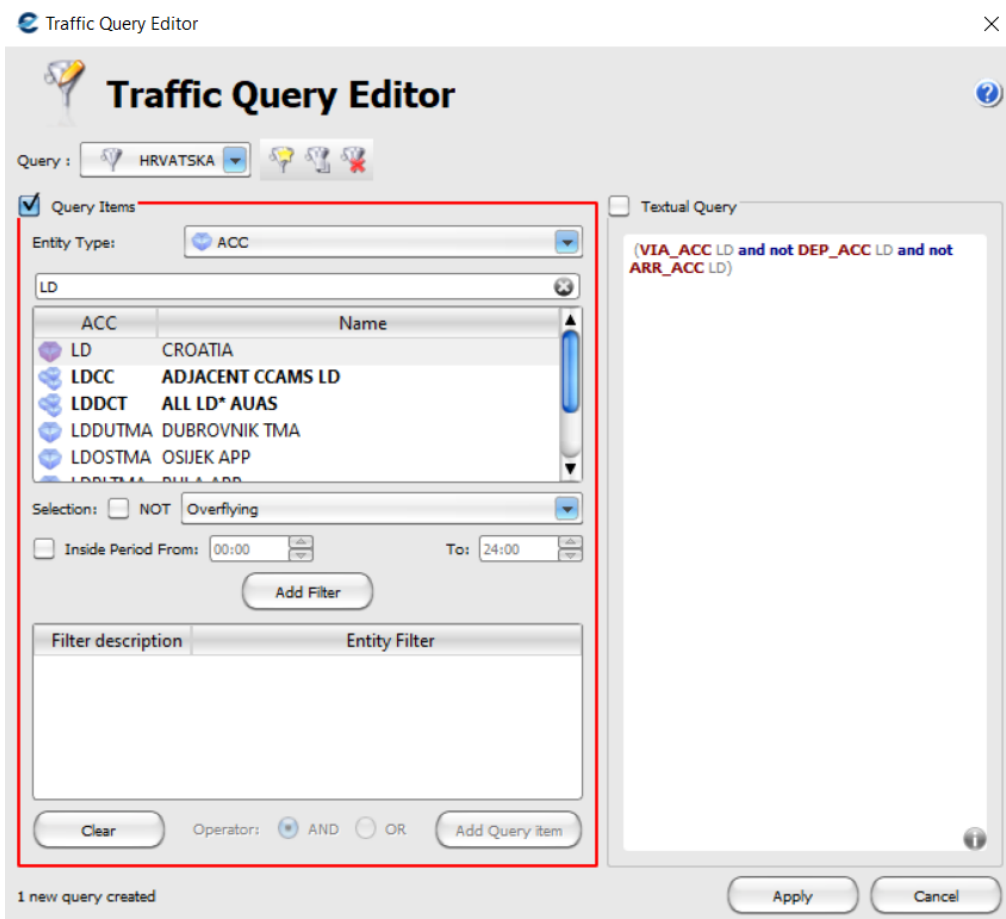 Traffic Query Editor
Traffic Query Editor
Query :
HRVATSKA
Query Items
Entity Type:
ACC
LD
ACC Name
LD CROATIA
LDCC ADJACENT CCAMS LD
LDDCT ALL LD* AUAS
LDDUTMA DUBROVNIK TMA
LDOSTMA OSIJEK APP
Selection:
NOT
Overflying
Inside Period From:
00:00
To:
24:00
Add Filter
Filter description Entity Filter
Clear
Operator:
AND
OR
Add Query item
1 new query created
Textual Query
(VIA_ACC LD and not DEP_ACC LD and not
ARR_ACC LD)
Apply
Cancel